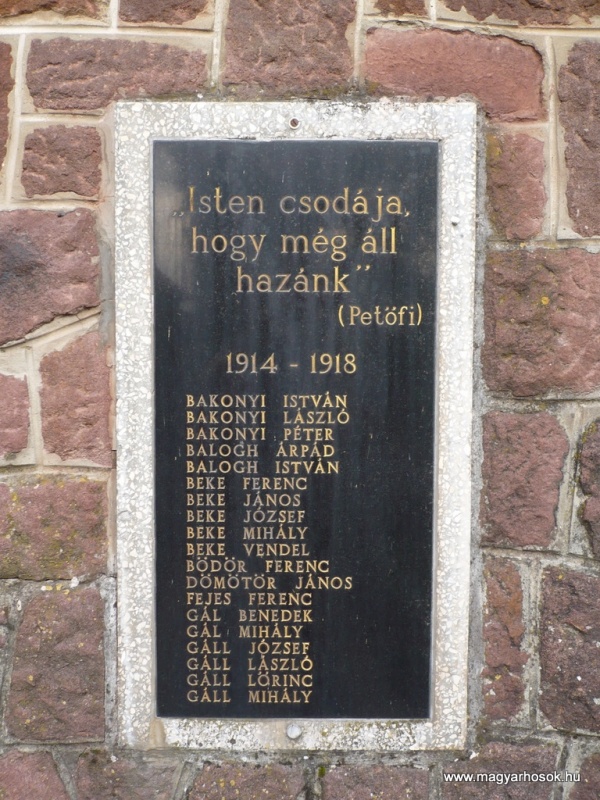 „Isten csodája,
hogy még áll
hazánk”
(Petőfi)
1914 - 1918
BAKONYI ISTVÁN
BAKONYI LÁSZLÓ
BAKONYI PÉTER
BALOGH ÁRPÁD
BALOGH ISTVÁN
BEKE FERENC
BEKE JÁNOS
BEKE JÓZSEF
BEKE MIHÁLY
BEKE VENDEL
BÖDÖR FERENC
DÖMÖTÖR JÁNOS
FEJES FERENC
GÁL BENEDEK
GÁL MIHÁLY
GÁLL JÓZSEF
GÁLL LÁSZLÓ
GÁLL LŐRINC
GÁLL MIHÁLY
www.magyarhosok.hu